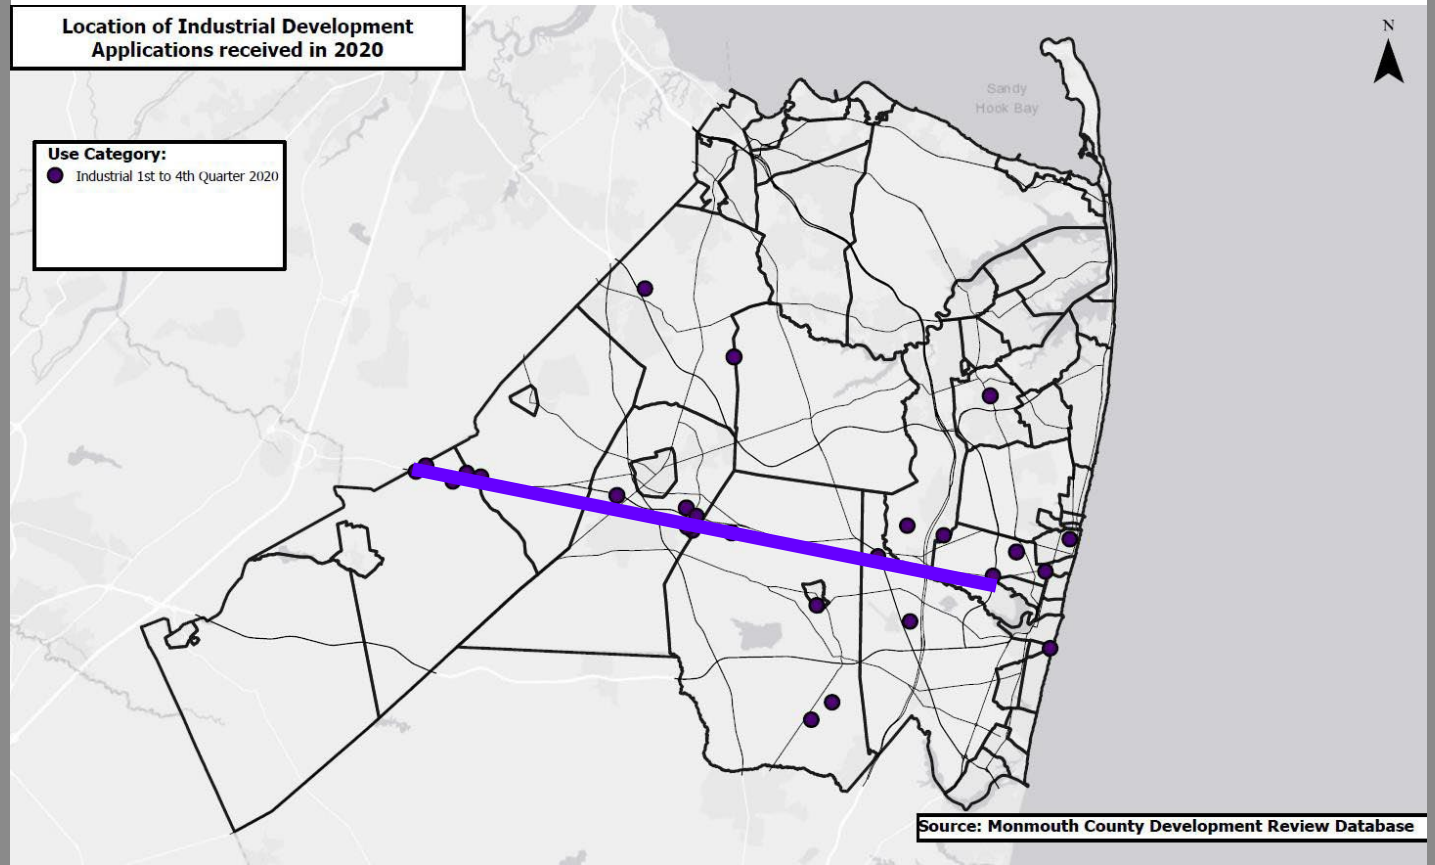 Location of Industrial Development
Applications received in 2020
N
Sandy
Hook Bay
Use Category:
Industrial 1st to 4th Quarter 2020
Source: Monmouth County Development Review Database